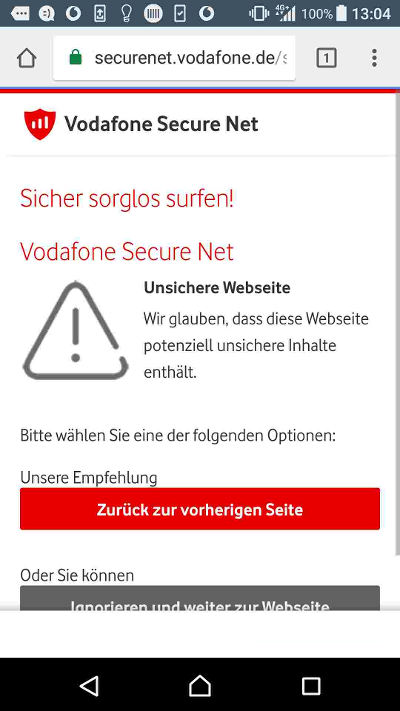 4G+
100%
13:04
securenet.vodafone.de/s
1
Vodafone Secure Net
Sicher sorglos surfen!
Vodafone Secure Net
Unsichere Webseite
Wir glauben, dass diese Webseite
potenziell unsichere Inhalte
enthält.
Bitte wählen Sie eine der folgenden Optionen:
Unsere Empfehlung
Zurück zur vorherigen Seite
Oder Sie können
Ignorieren und weiter zur Webseite